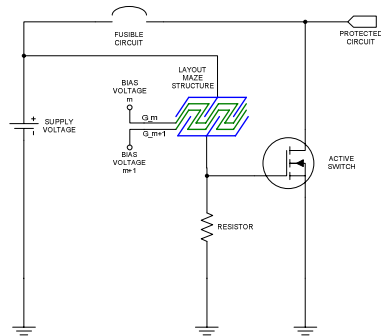 FUSIBLE
CIRCUIT
PROTECTED
CIRCUIT
LAYOUT
MAZE
STRUCTURE
BIAS
VOLTAGE
m
G_m
G_m+1
BIAS
VOLTAGE
m+1
+
-
SUPPLY
VOLTAGE
ACTIVE
SWITCH
RESISTOR